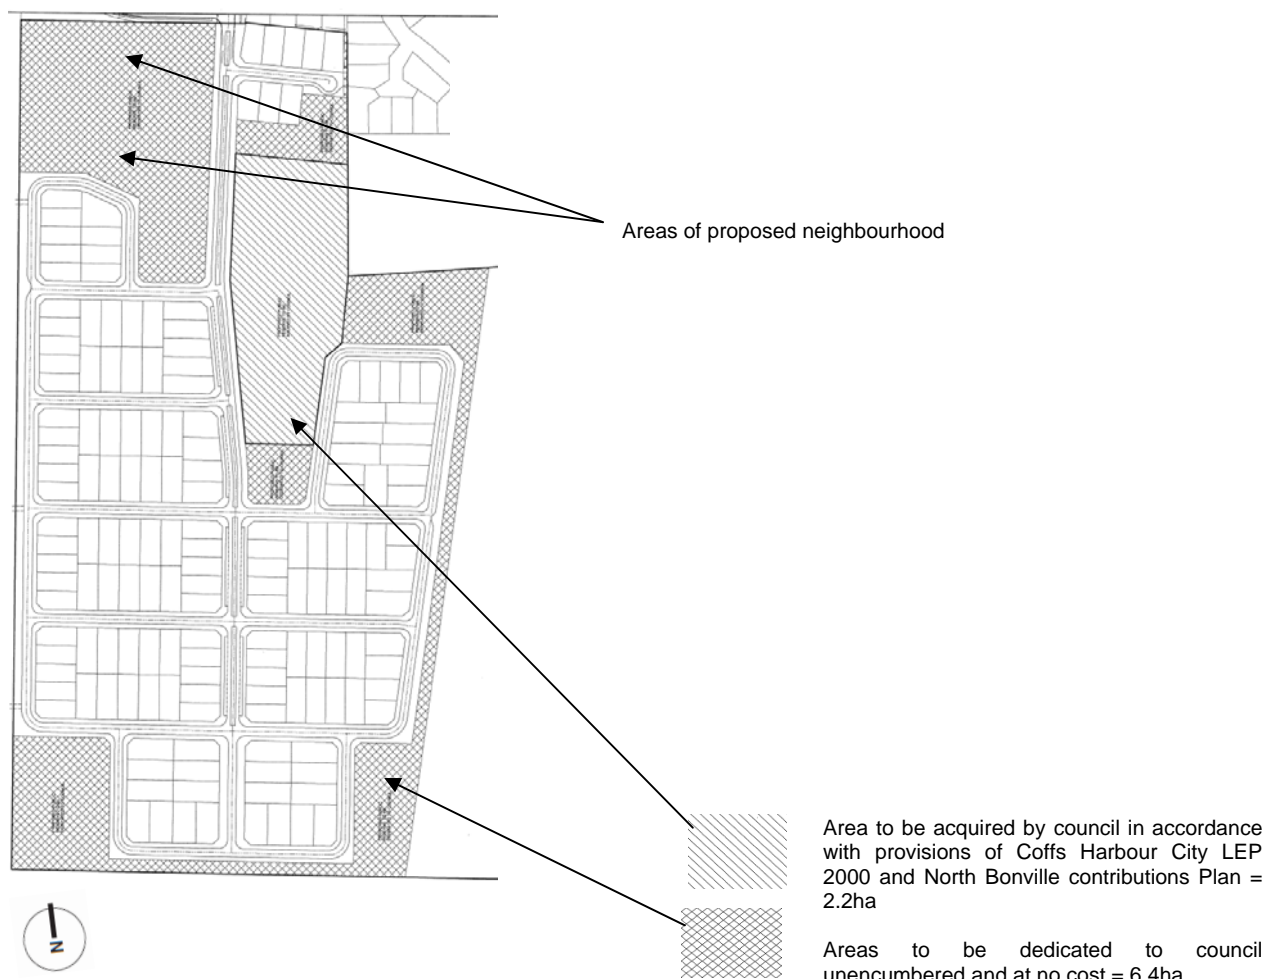 Areas of proposed neighbourhood
Area to be acquired by council in accordance
with provisions of Coffs Harbour City LEP
2000 and North Bonville contributions Plan =
2.2ha
Areas to be dedicated to council
unencumbered and at no cost = 6.4ha
N